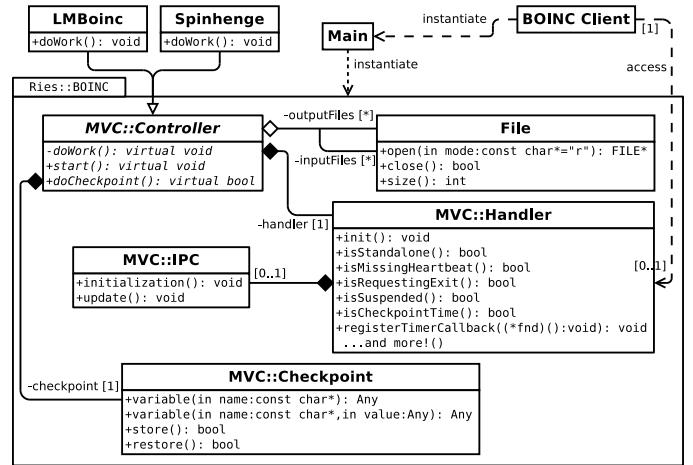 LMBoinc
+doWork(): void
Spinhenge
+doWork(): void
Main
instantiate
BOINC Client
[1]
instantiate
access
Ries::BOINC
MVC::Controller
-doWork(): virtual void
+start(): virtual void
+doCheckpoint(): virtual bool
-outputFiles [*]
-inputFiles [*]
File
+open(in mode:const char*="r"): FILE*
+close(): bool
+size(): int
-handler [1]
MVC::Handler
+init(): void
+isStandalone(): bool
+isMissingHeartbeat(): bool
+isRequestingExit(): bool
+isSuspended(): bool
+isCheckpointTime(): bool
+registerTimerCallback((*fnd)():void): void
...and more!()
[0..1]
MVC::IPC
+initialization(): void
+update(): void
[0..1]
-checkpoint [1]
MVC::Checkpoint
+variable(in name:const char*): Any
+variable(in name:const char*,in value:Any): Any
+store(): bool
+restore(): bool